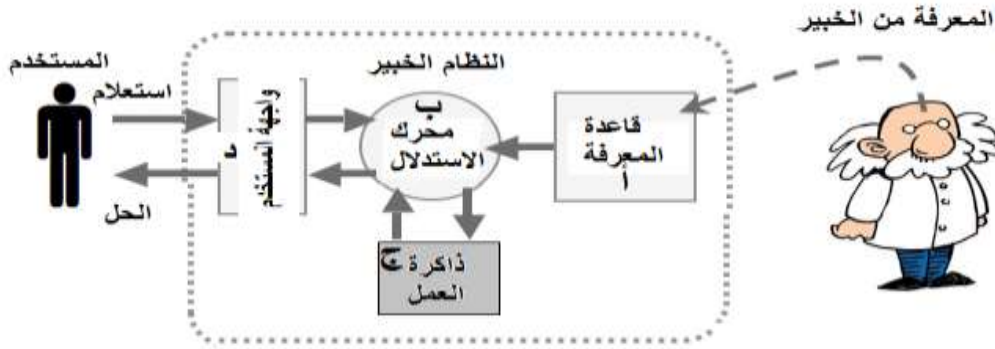 المعرفة من الخبير
النظام الخبير
المستخدم
استعلام
واجهة المستخدم
د
ب
محرك
الاستدلال
قاعدة
المعرفة
أ
الحل
ذاكرة ج
العمل